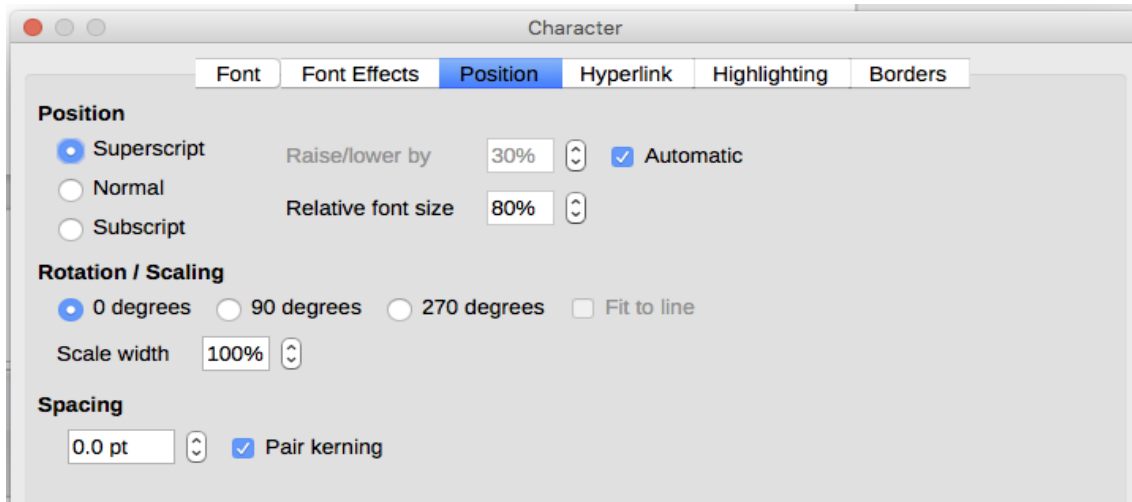 Character
Font Font Effects Position Hyperlink Highlighting Borders
Position
Superscript Raise/lower by 30% Automatic
Normal
Relative font size 80%
Subscript
Rotation / Scaling
0 degrees 90 degrees 270 degrees Fit to line
Scale width 100%
Spacing
0.0 pt Pair kerning